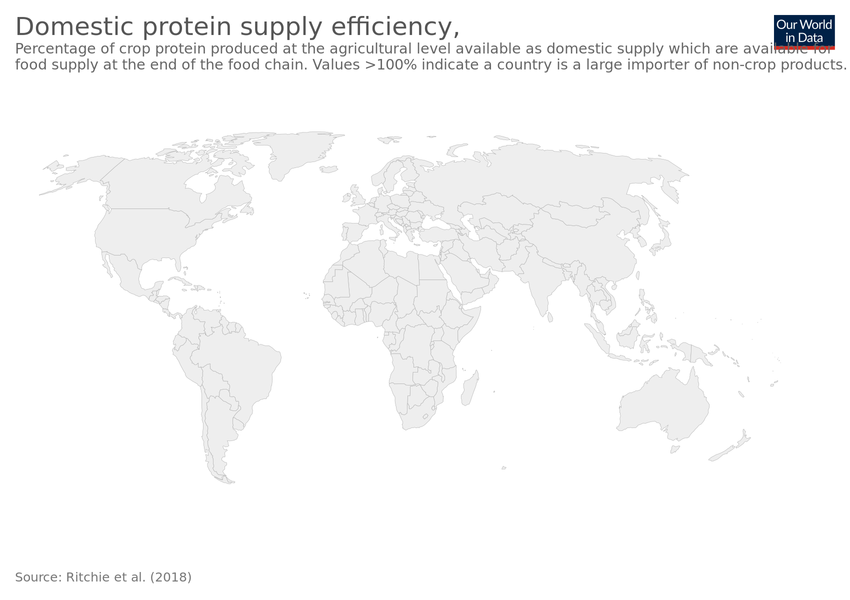 Domestic protein supply efficiency,
Our World
in Data
Percentage of crop protein produced at the agricultural level available as domestic supply which are available for
food supply at the end of the food chain. Values >100% indicate a country is a large importer of non-crop products.
Source: Ritchie et al. (2018)